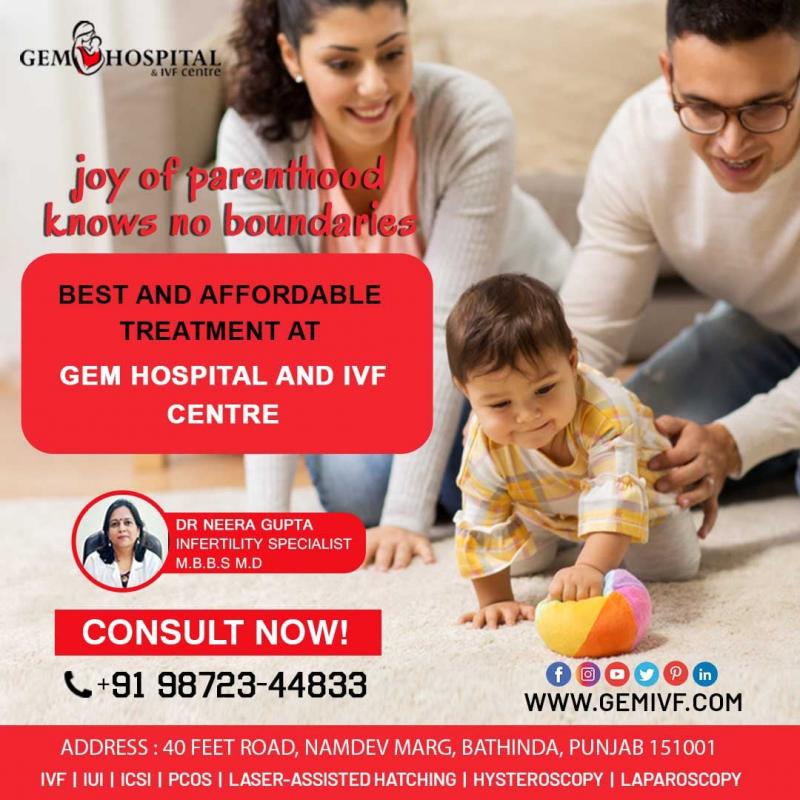 GEM HOSPITAL
& IVF centre
joy of parenthood
knows no boundaries
BEST AND AFFORDABLE
TREATMENT AT
GEM HOSPITAL AND IVF
CENTRE
DR NEERA GUPTA
INFERTILITY SPECIALIST
M.B.B.S M.D
CONSULT NOW!
+91 98723-44833
WWW.GEMIVF.COM
ADDRESS : 40 FEET ROAD, NAMDEV MARG, BATHINDA, PUNJAB 151001
IVF | IUI | ICSI | PCOS | LASER-ASSISTED HATCHING | HYSTEROSCOPY | LAPAROSCOPY